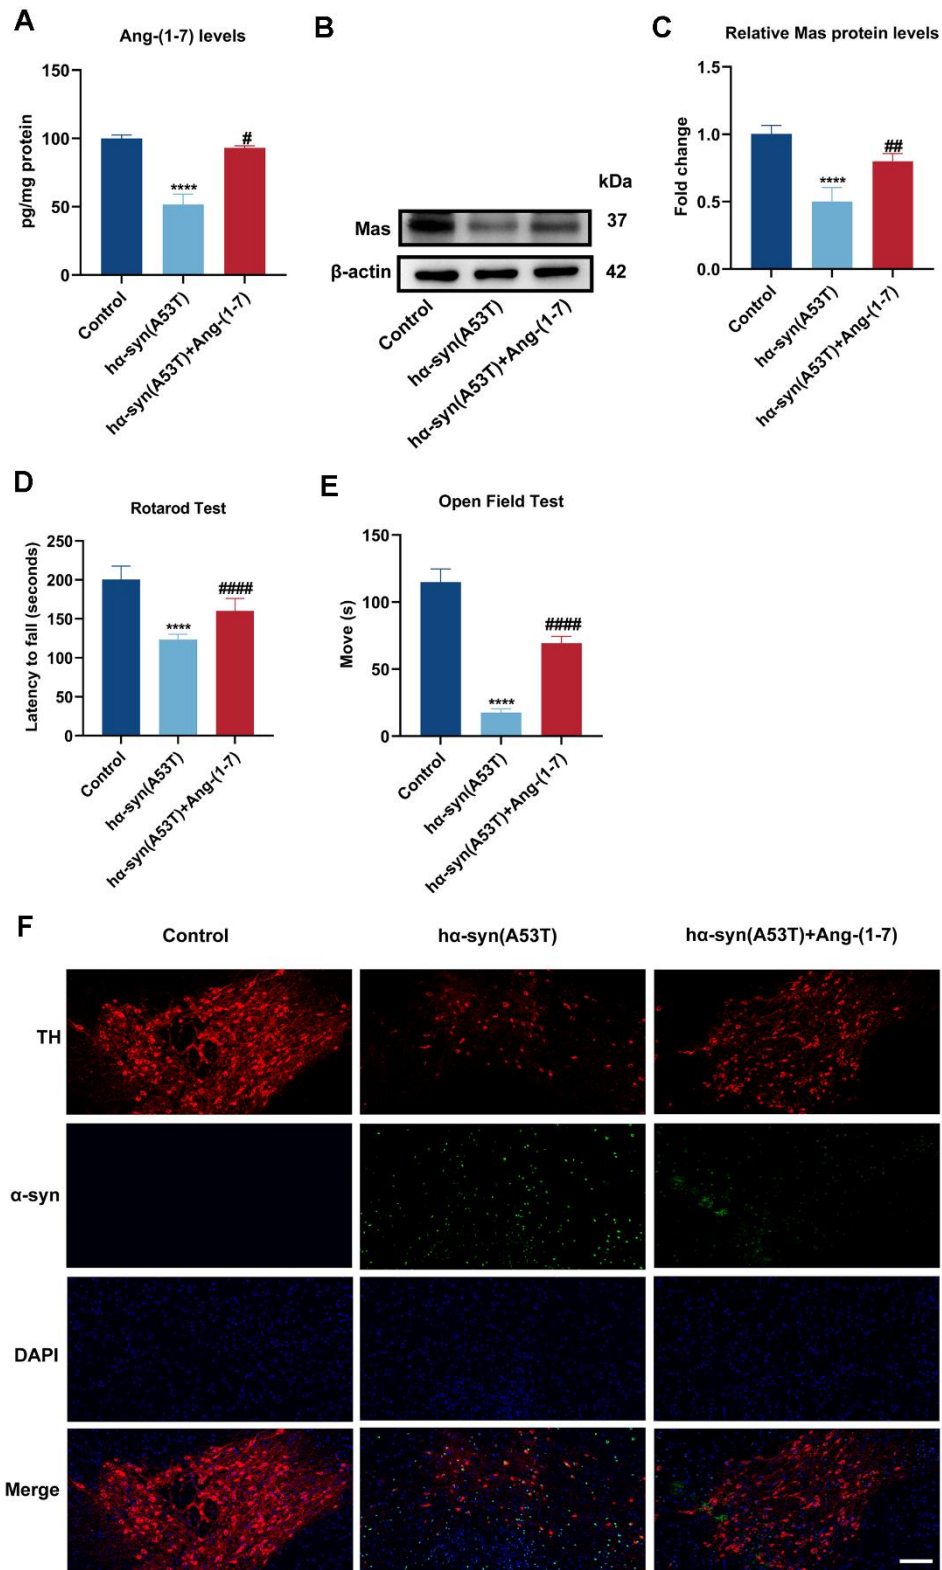 A
Ang-(1-7) levels
150
100
50
0
pg/mg protein
****
#
Control
hα-syn(A53T)
hα-syn(A53T)+Ang-(1-7)
B
kDa
Mas
37
β-actin
42
Control
hα-syn(A53T)
hα-syn(A53T)+Ang-(1-7)
C
Relative Mas protein levels
1.5
1.0
0.5
0.0
Fold change
****
##
Control
hα-syn(A53T)
hα-syn(A53T)+Ang-(1-7)
D
Rotarod Test
250
200
150
100
50
0
Latency to fall (seconds)
****
####
Control
hα-syn(A53T)
hα-syn(A53T)+Ang-(1-7)
E
Open Field Test
150
100
50
0
Move (s)
****
####
Control
hα-syn(A53T)
hα-syn(A53T)+Ang-(1-7)
F
Control
hα-syn(A53T)
hα-syn(A53T)+Ang-(1-7)
TH
α-syn
DAPI
Merge